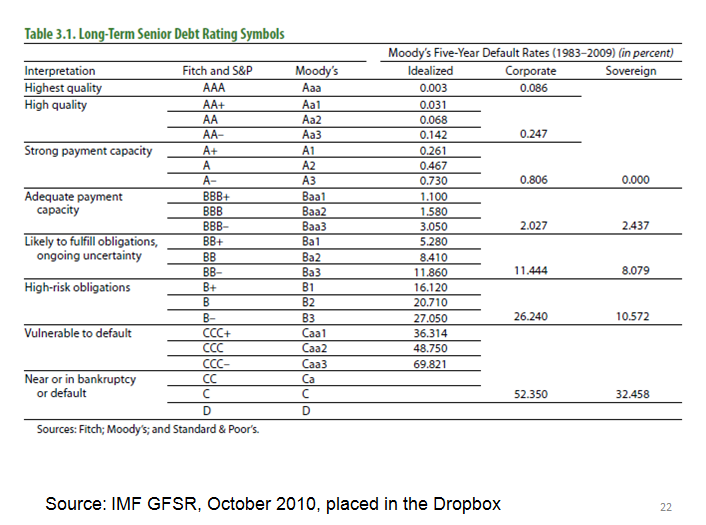 Table 3.1. Long-Term Senior Debt Rating Symbols
Moody's Five-Year Default Rates (1983–2009) (in percent)
Interpretation Fitch and S&P Moody's Idealized Corporate Sovereign
Highest quality AAA Aaa 0.003 0.086
High quality AA+ Aa1 0.031
AA Aa2 0.068
AA– Aa3 0.142 0.247
Strong payment capacity A+ A1 0.261
A A2 0.467
A– A3 0.730 0.806 0.000
Adequate payment BBB+ Baa1 1.100
capacity BBB Baa2 1.580
BBB– Baa3 3.050 2.027 2.437
Likely to fulfill obligations, BB+ Ba1 5.280
ongoing uncertainty BB Ba2 8.410
BB– Ba3 11.860 11.444 8.079
High-risk obligations B+ B1 16.120
B B2 20.710
B– B3 27.050 26.240 10.572
Vulnerable to default CCC+ Caa1 36.314
CCC Caa2 48.750
CCC– Caa3 69.821
Near or in bankruptcy CC Ca
or default C C 52.350 32.458
D D
Sources: Fitch; Moody's; and Standard & Poor's.
Source: IMF GFSR, October 2010, placed in the Dropbox
22